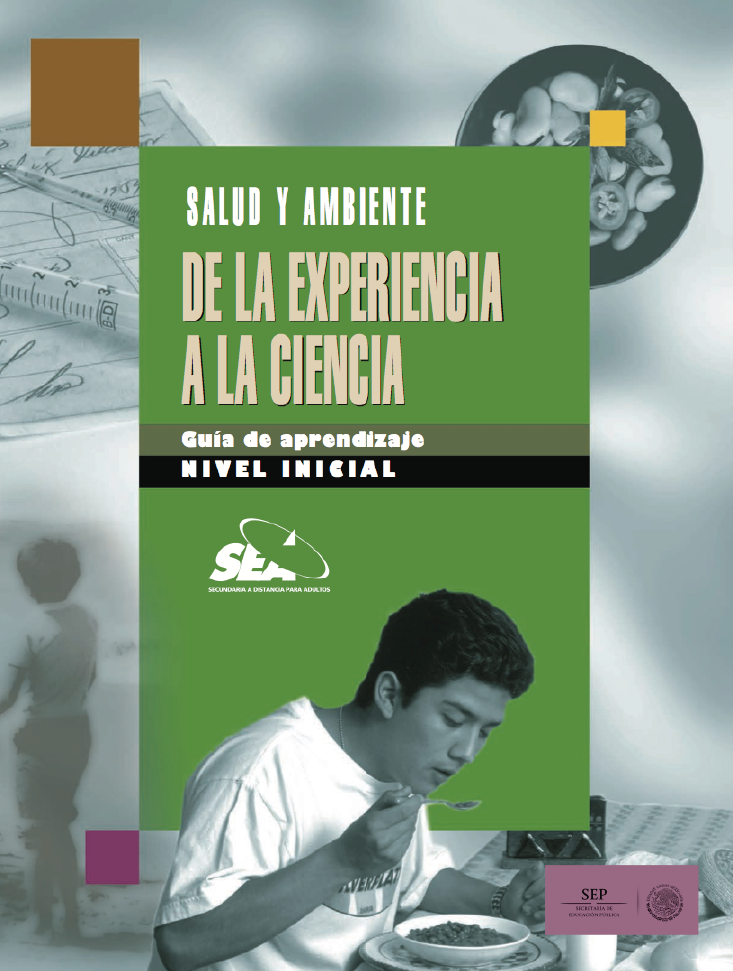 SALUD Y AMBIENTE
DE LA EXPERIENCIA
A LA CIENCIA
Guía de aprendizaje
NIVEL INICIAL
SEA
SECUNDARIA A DISTANCIA PARA ADULTOS
SEP
SECRETARÍA DE
EDUCACIÓN PÚBLICA